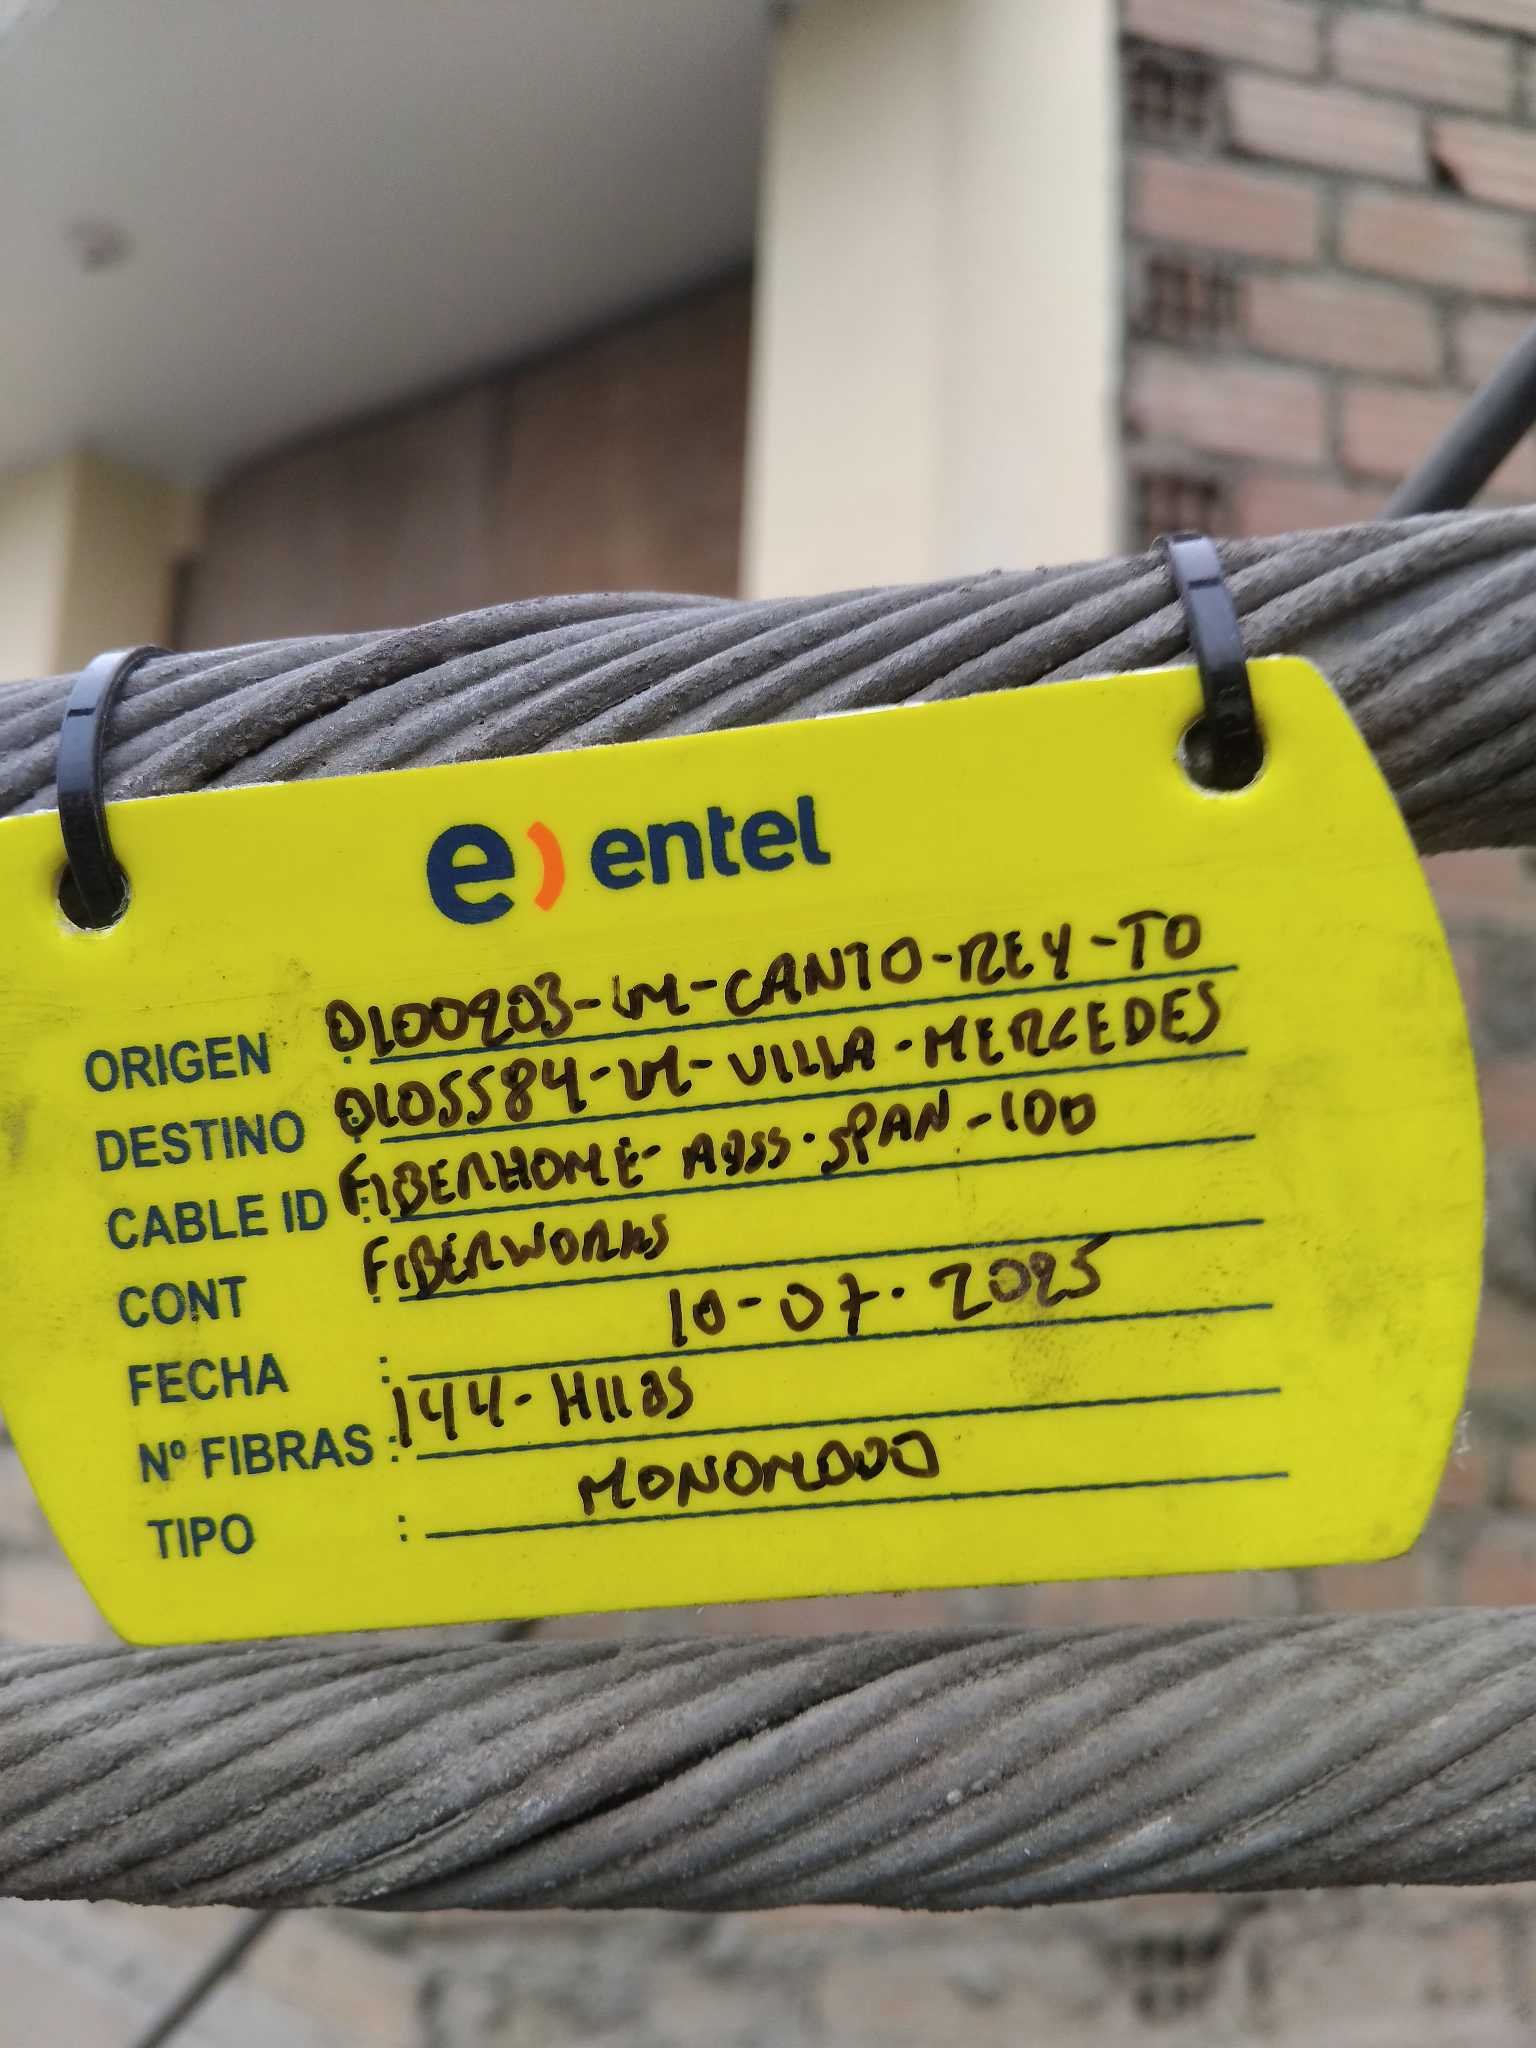 e) entel
ORIGEN : 0100203-LM-CANTO-REY-TO
DESTINO : 0105584-LM-VILLA-MERCEDES
CABLE ID : FIBERHOME-ADSS-SPAN-100
CONT : FIBERWORKS
FECHA : 10-07-2025
Nº FIBRAS : 144-HILOS
TIPO : MONOMODO